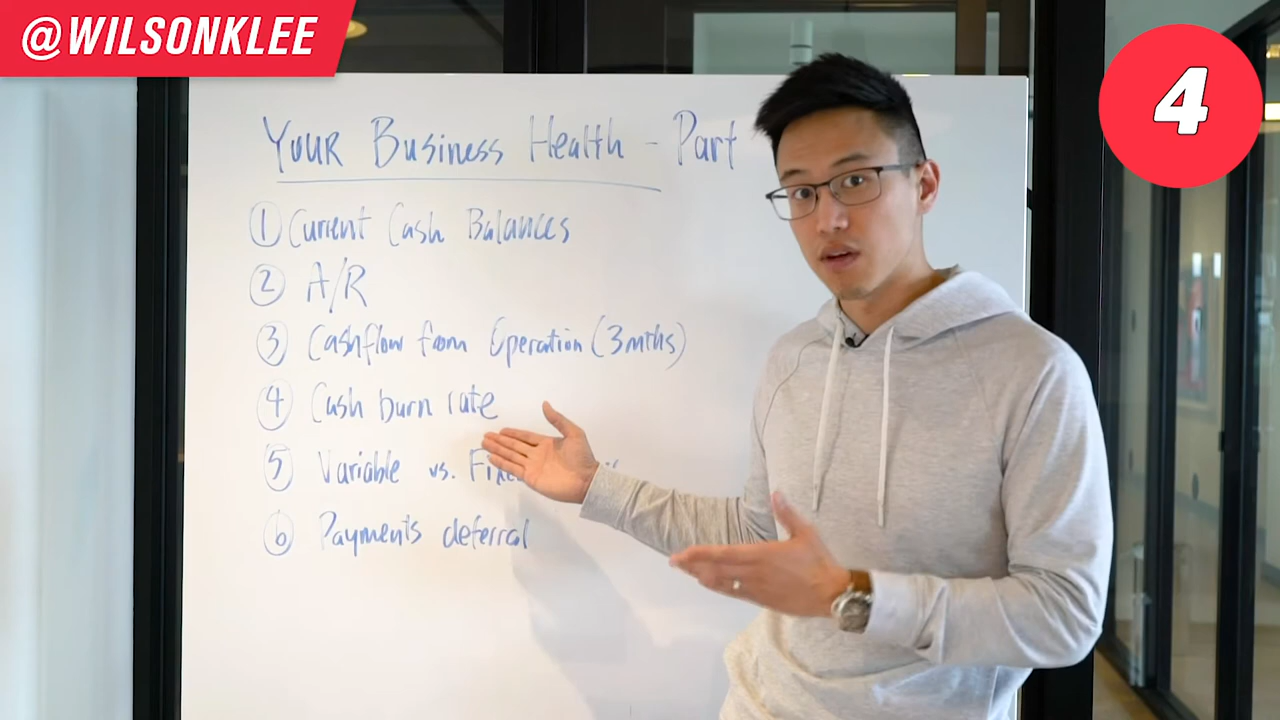 @WILSONKLEE
4
YOUR Business Health - Part
① Current Cash Balances
② A/R
③ Cashflow from Operation (3mths)
④ Cash burn rate
⑤ Variable vs.
⑥ Payments deferral